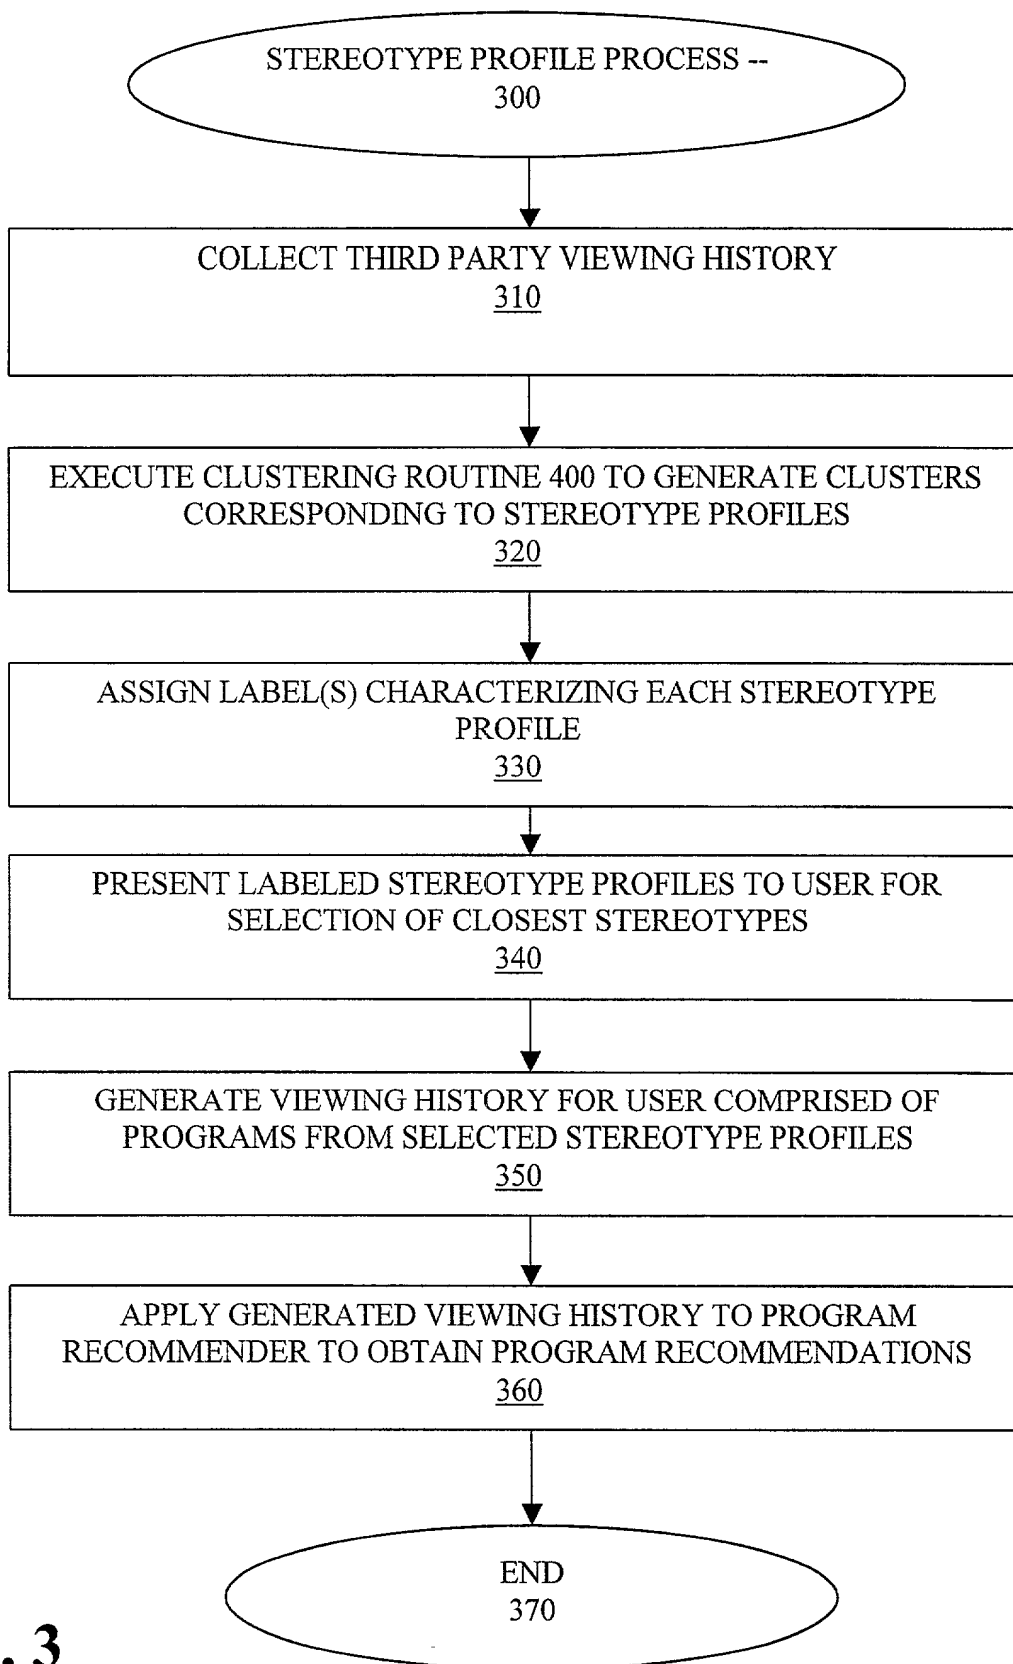 STEREOTYPE PROFILE PROCESS --
300
COLLECT THIRD PARTY VIEWING HISTORY
310
EXECUTE CLUSTERING ROUTINE 400 TO GENERATE CLUSTERS
CORRESPONDING TO STEREOTYPE PROFILES
320
ASSIGN LABEL(S) CHARACTERIZING EACH STEREOTYPE
PROFILE
330
PRESENT LABELED STEREOTYPE PROFILES TO USER FOR
SELECTION OF CLOSEST STEREOTYPES
340
GENERATE VIEWING HISTORY FOR USER COMPRISED OF
PROGRAMS FROM SELECTED STEREOTYPE PROFILES
350
APPLY GENERATED VIEWING HISTORY TO PROGRAM
RECOMMENDER TO OBTAIN PROGRAM RECOMMENDATIONS
360
END
370
. 3